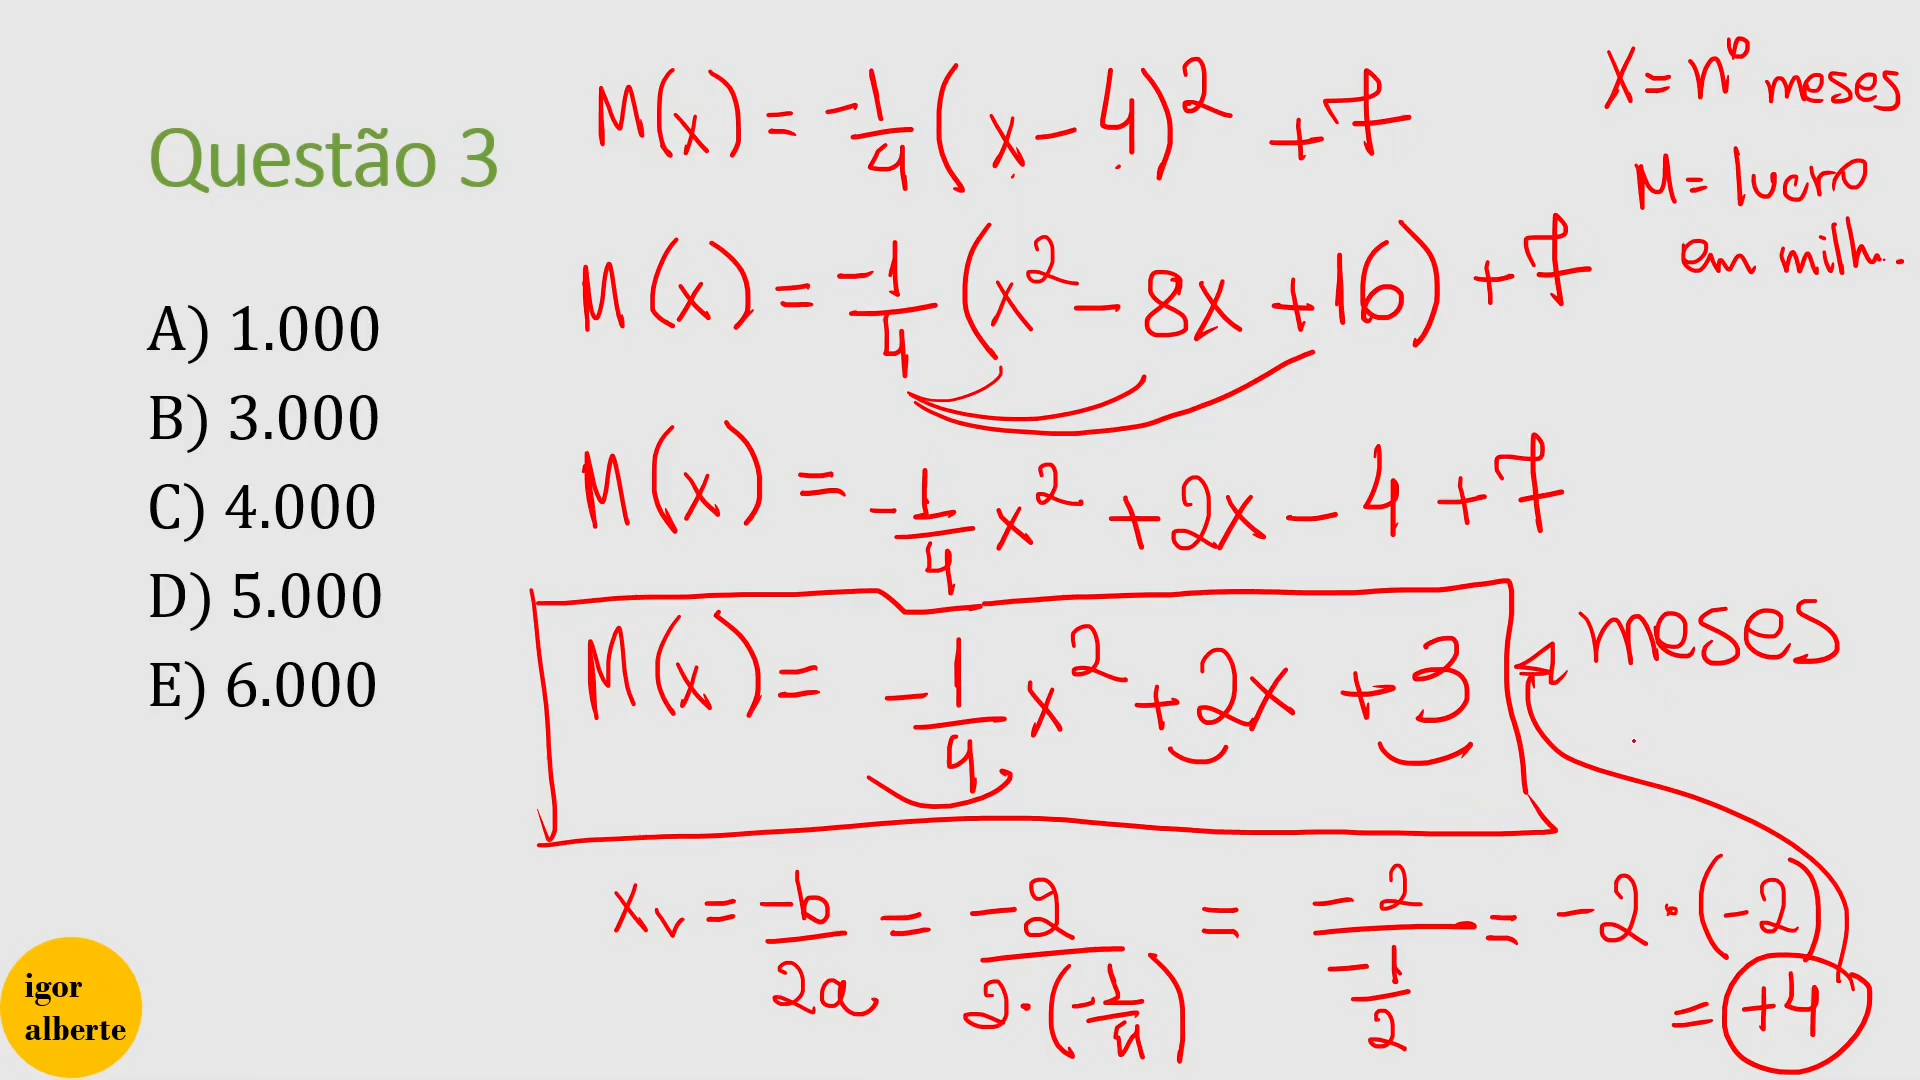 Questão 3
A) 1.000
B) 3.000
C) 4.000
D) 5.000
E) 6.000
M(x) = -1/4 (x - 4)² + 7
M(x) = -1/4 (x² - 8x + 16) + 7
M(x) = -1/4 x² + 2x - 4 + 7
M(x) = -1/4 x² + 2x + 3
meses
xᵥ = -b/2a = -2/2·(-1/4) = -2/-1/2 = -2·(-2)
= +4
X = nº meses
M = lucro
em milh.
igor
alberte